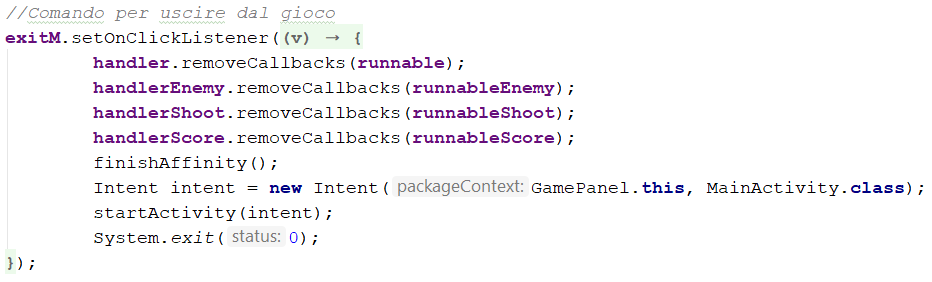 //Comando per uscire dal gioco
exitM.setOnClickListener((v) → {
handler.removeCallbacks(runnable);
handlerEnemy.removeCallbacks(runnableEnemy);
handlerShoot.removeCallbacks(runnableShoot);
handlerScore.removeCallbacks(runnableScore);
finishAffinity();
Intent intent = new Intent( packageContext: GamePanel.this, MainActivity.class);
startActivity(intent);
System.exit( status: 0);
});